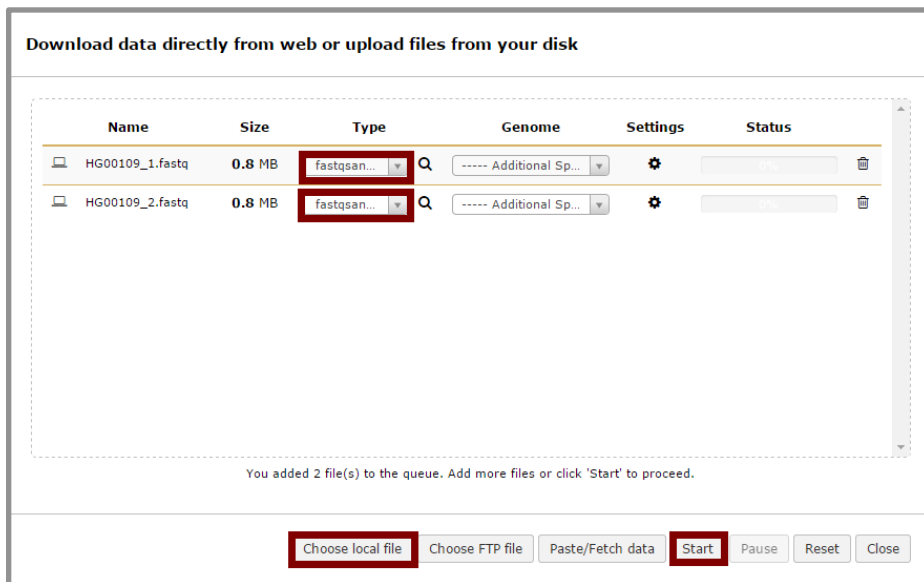 Download data directly from web or upload files from your disk
Name Size Type Genome Settings Status
HG00109_1.fastq 0.8 MB fastqsan... ----- Additional Sp... 0%
HG00109_2.fastq 0.8 MB fastqsan... ----- Additional Sp... 0%
You added 2 file(s) to the queue. Add more files or click 'Start' to proceed.
Choose local file Choose FTP file Paste/Fetch data Start Pause Reset Close